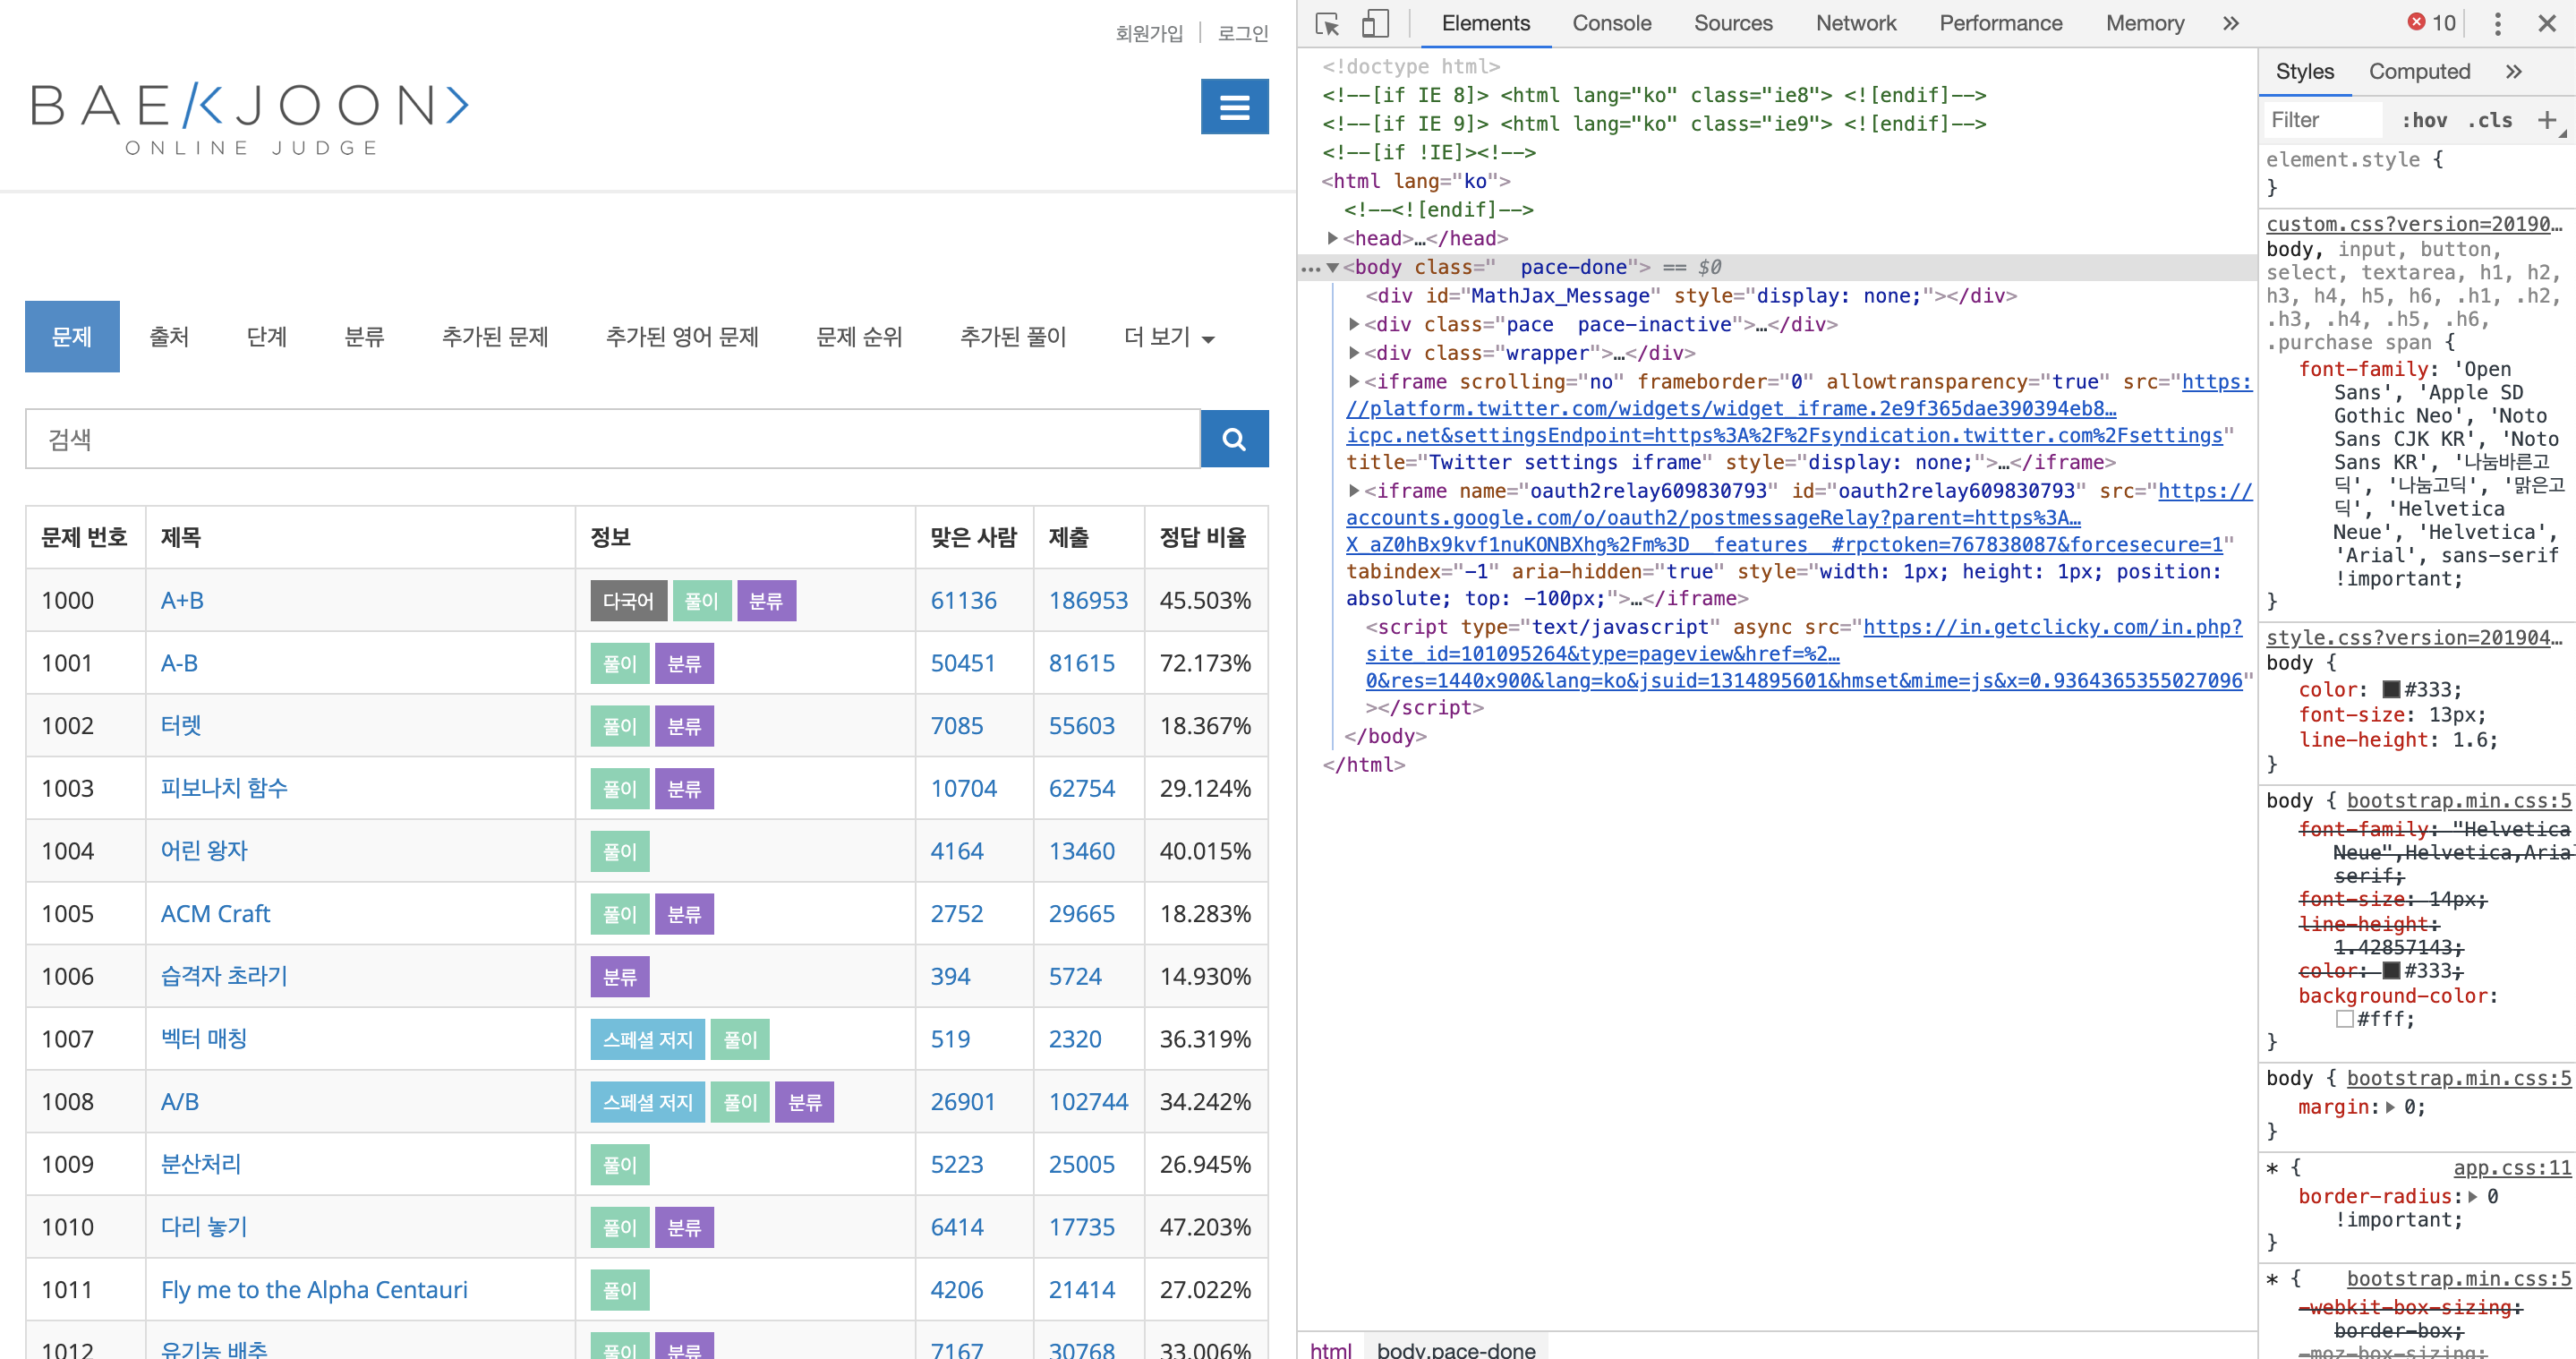 회원가입 로그인
BAE/<JOON>
ONLINE JUDGE
문제 출처 단계 분류 추가된 문제 추가된 영어 문제 문제 순위 추가된 풀이 더 보기
검색
문제 번호 제목 정보 맞은 사람 제출 정답 비율
1000 A+B 다국어 풀이 분류 61136 186953 45.503%
1001 A-B 풀이 분류 50451 81615 72.173%
1002 터렛 풀이 분류 7085 55603 18.367%
1003 피보나치 함수 풀이 분류 10704 62754 29.124%
1004 어린 왕자 풀이 4164 13460 40.015%
1005 ACM Craft 풀이 분류 2752 29665 18.283%
1006 습격자 초라기 분류 394 5724 14.930%
1007 벡터 매칭 스페셜 저지 풀이 519 2320 36.319%
1008 A/B 스페셜 저지 풀이 분류 26901 102744 34.242%
1009 분산처리 풀이 5223 25005 26.945%
1010 다리 놓기 풀이 분류 6414 17735 47.203%
1011 Fly me to the Alpha Centauri 풀이 4206 21414 27.022%
1012 유기농 배추 풀이 분류 7167 30768 33.006%
Elements Console Sources Network Performance Memory » 10
<!doctype html>
<!--[if IE 8]> <html lang="ko" class="ie8"> <![endif]-->
<!--[if IE 9]> <html lang="ko" class="ie9"> <![endif]-->
<!--[if !IE]><!-->
<html lang="ko">
<!--<![endif]-->
<head>…</head>
<body class="  pace-done"> == $0
<div id="MathJax_Message" style="display: none;"></div>
<div class="pace  pace-inactive">…</div>
<div class="wrapper">…</div>
<iframe scrolling="no" frameborder="0" allowtransparency="true" src="https:
//platform.twitter.com/widgets/widget_iframe.2e9f365dae390394eb8…
icpc.net&settingsEndpoint=https%3A%2F%2Fsyndication.twitter.com%2Fsettings"
title="Twitter settings iframe" style="display: none;">…</iframe>
<iframe name="oauth2relay609830793" id="oauth2relay609830793" src="https://
accounts.google.com/o/oauth2/postmessageRelay?parent=https%3A…
X_aZ0hBx9kvf1nuKONBXhg%2Fm%3D__features__#rpctoken=767838087&forcesecure=1"
tabindex="-1" aria-hidden="true" style="width: 1px; height: 1px; position:
absolute; top: -100px;">…</iframe>
<script type="text/javascript" async src="https://in.getclicky.com/in.php?
site_id=101095264&type=pageview&href=%2…
0&res=1440x900&lang=ko&jsuid=1314895601&hmset&mime=js&x=0.9364365355027096"
></script>
</body>
</html>
html body.pace-done
Styles Computed »
Filter :hov .cls +
element.style {
}
custom.css?version=20190…
body, input, button,
select, textarea, h1, h2,
h3, h4, h5, h6, .h1, .h2,
.h3, .h4, .h5, .h6,
.purchase span {
font-family: 'Open
Sans', 'Apple SD
Gothic Neo', 'Noto
Sans CJK KR', 'Noto
Sans KR', '나눔바른고
딕', '나눔고딕', '맑은고
딕', 'Helvetica
Neue', 'Helvetica',
'Arial', sans-serif
!important;
}
style.css?version=201904…
body {
color: #333;
font-size: 13px;
line-height: 1.6;
}
body { bootstrap.min.css:5
font-family: "Helvetica
Neue",Helvetica,Aria
serif;
font-size: 14px;
line-height:
1.42857143;
color: #333;
background-color:
#fff;
}
body { bootstrap.min.css:5
margin: 0;
}
* { app.css:11
border-radius: 0
!important;
}
* { bootstrap.min.css:5
-webkit-box-sizing:
border-box;
-moz-box-sizing: